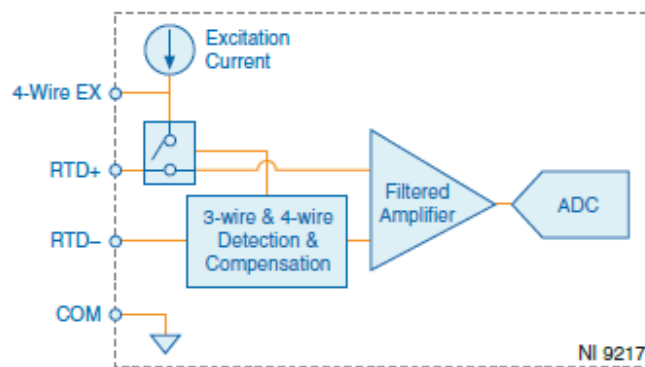 Excitation
Current
4-Wire EX
RTD+
RTD–
3-wire & 4-wire
Detection &
Compensation
Filtered
Amplifier
ADC
COM
NI 9217